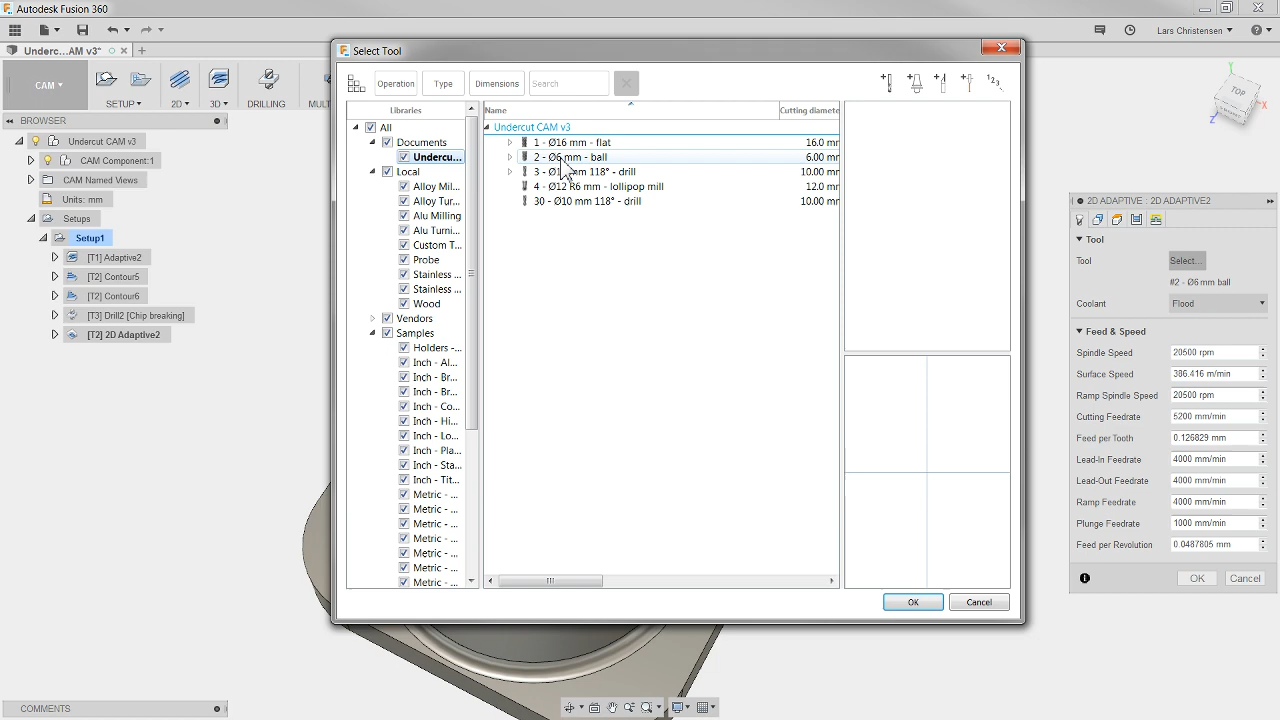 Autodesk Fusion 360
Lars Christensen
Underc...AM v3*
CAM
SETUP
2D
3D
DRILLING
BROWSER
Undercut CAM v3
CAM Component:1
CAM Named Views
Units: mm
Setups
Setup1
[T1] Adaptive2
[T2] Contour5
[T2] Contour6
[T3] Drill2 [Chip breaking]
[T2] 2D Adaptive2
COMMENTS
Select Tool
Operation
Type
Dimensions
Search
Libraries
All
Documents
Undercu...
Local
Alloy Mil...
Alloy Tur...
Alu Milling
Alu Turni...
Custom T...
Probe
Stainless ...
Stainless ...
Wood
Vendors
Samples
Holders -...
Inch - Al...
Inch - Br...
Inch - Br...
Inch - Co...
Inch - Hi...
Inch - Lo...
Inch - Pla...
Inch - Sta...
Inch - Tit...
Metric - ...
Metric - ...
Metric - ...
Metric - ...
Metric - ...
Metric - ...
Metric - ...
Name Cutting diamete
Undercut CAM v3
1 - Ø16 mm - flat 16.0 m
2 - Ø6 mm - ball 6.00 m
mm 118° - drill 10.00 m
4 - Ø12 R6 mm - lollipop mill 12.0 m
30 - Ø10 mm 118° - drill 10.00 m
OK
Cancel
TOP
X
Y
Z
2D ADAPTIVE : 2D ADAPTIVE2
Tool
Tool Select...
#2 - Ø6 mm ball
Coolant Flood
Feed & Speed
Spindle Speed 20500 rpm
Surface Speed 386.416 m/min
Ramp Spindle Speed 20500 rpm
Cutting Feedrate 5200 mm/min
Feed per Tooth 0.126829 mm
Lead-In Feedrate 4000 mm/min
Lead-Out Feedrate 4000 mm/min
Ramp Feedrate 4000 mm/min
Plunge Feedrate 1000 mm/min
Feed per Revolution 0.0487805 mm
OK Cancel